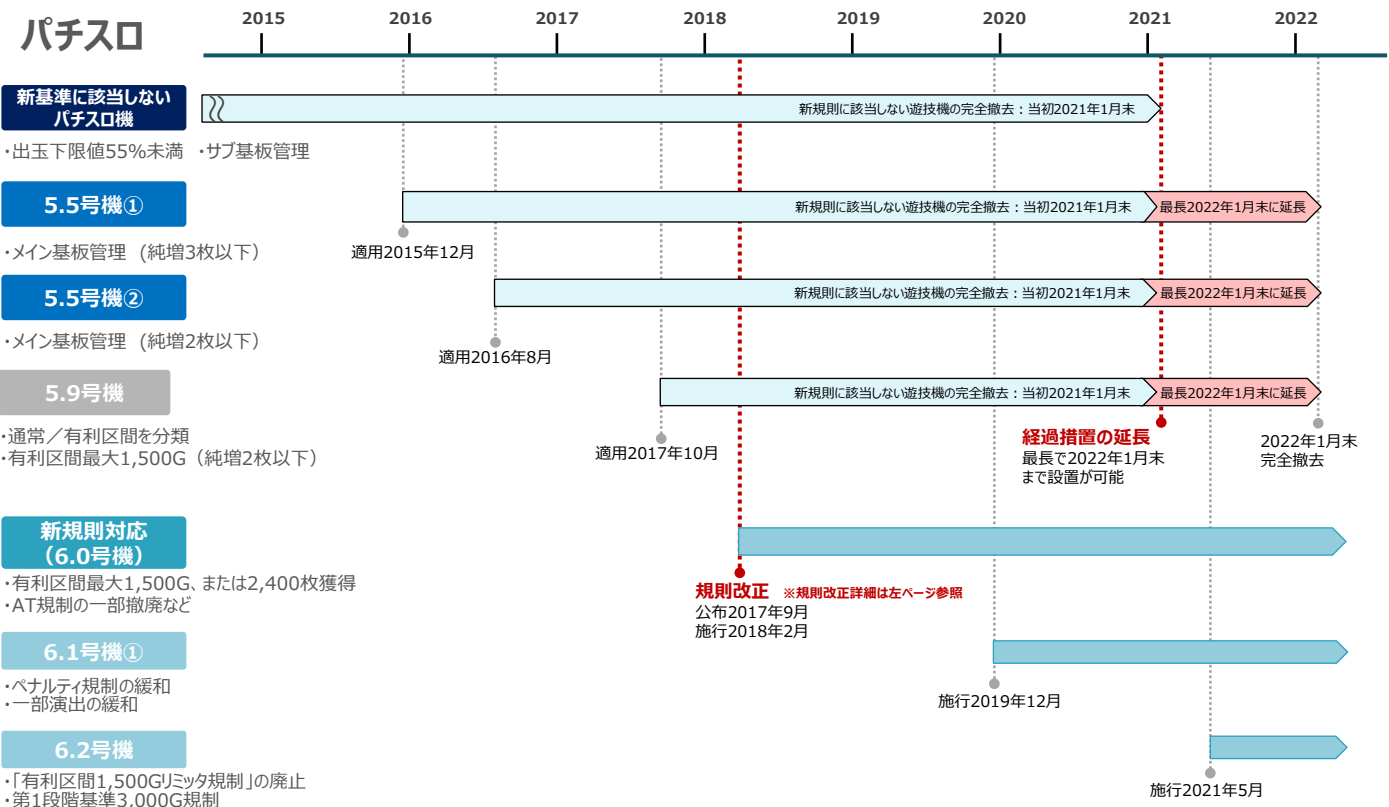 パチスロ
2015 2016 2017 2018 2019 2020 2021 2022
新基準に該当しない
パチスロ機
新規則に該当しない遊技機の完全撤去：当初2021年1月末
・出玉下限値55%未満 ・サブ基板管理
5.5号機①
新規則に該当しない遊技機の完全撤去：当初2021年1月末 最長2022年1月末に延長
・メイン基板管理 (純増3枚以下）
適用2015年12月
5.5号機②
新規則に該当しない遊技機の完全撤去：当初2021年1月末 最長2022年1月末に延長
・メイン基板管理 (純増2枚以下）
適用2016年8月
5.9号機
新規則に該当しない遊技機の完全撤去：当初2021年1月末 最長2022年1月末に延長
・通常／有利区間を分類
・有利区間最大1,500G（純増2枚以下）
適用2017年10月
経過措置の延長
最長で2022年1月末
まで設置が可能
2022年1月末
完全撤去
新規則対応
（6.0号機）
・有利区間最大1,500G、または2,400枚獲得
・AT規制の一部撤廃など
規則改正 ※規則改正詳細は左ページ参照
公布2017年9月
施行2018年2月
6.1号機①
・ペナルティ規制の緩和
・一部演出の緩和
施行2019年12月
6.2号機
・「有利区間1,500Gリミッタ規制」の廃止
・第1段階基準3,000G規制
施行2021年5月